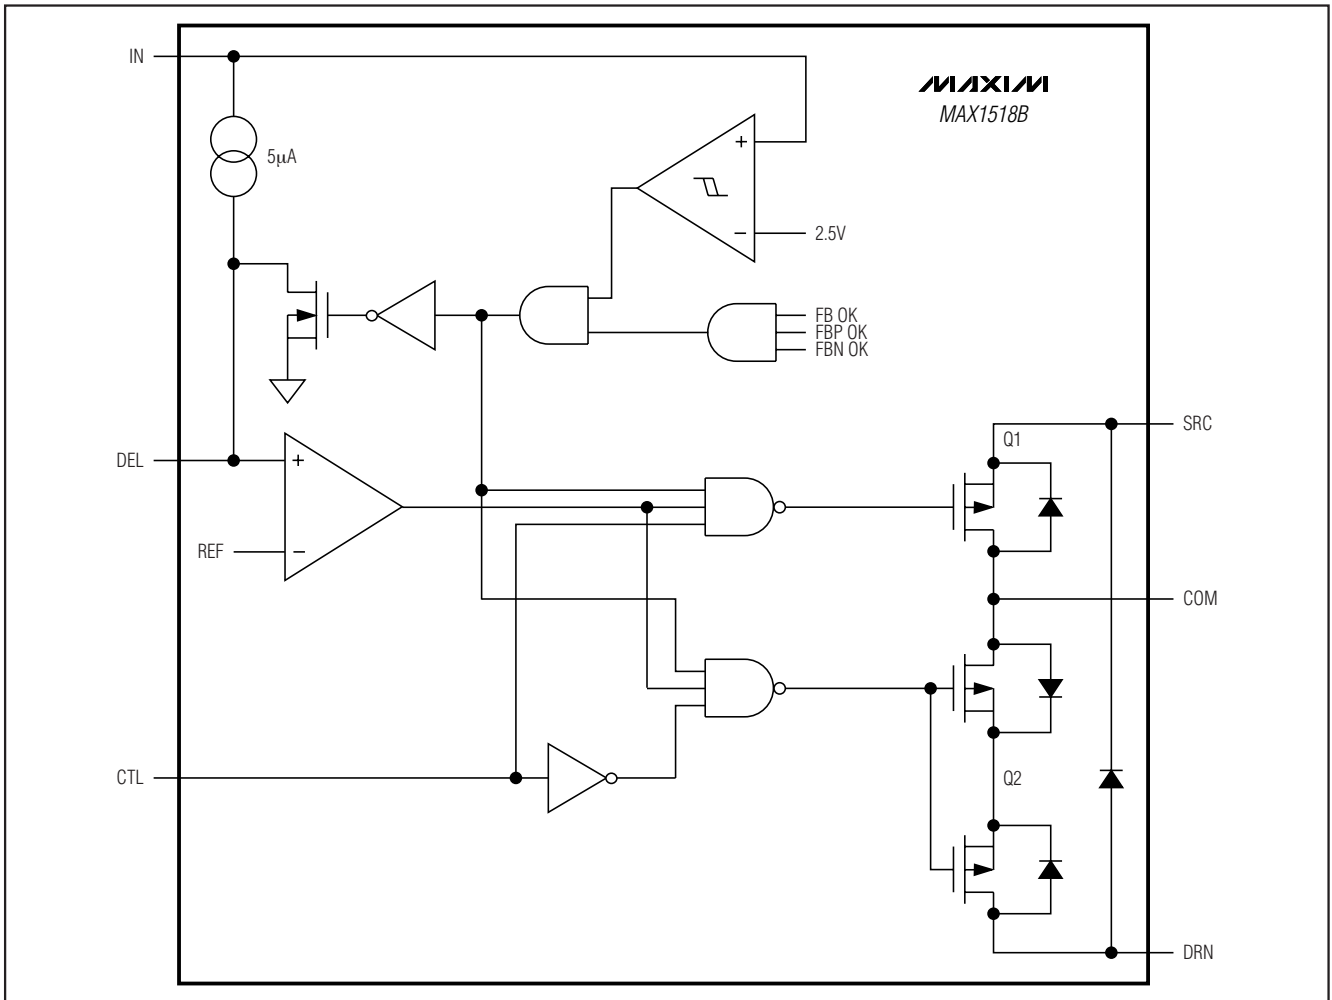 IN
MAXIM
MAX1518B
+
5µA
−
2.5V
FB OK
FBP OK
FBN OK
SRC
Q1
DEL
+
REF
−
COM
CTL
Q2
DRN